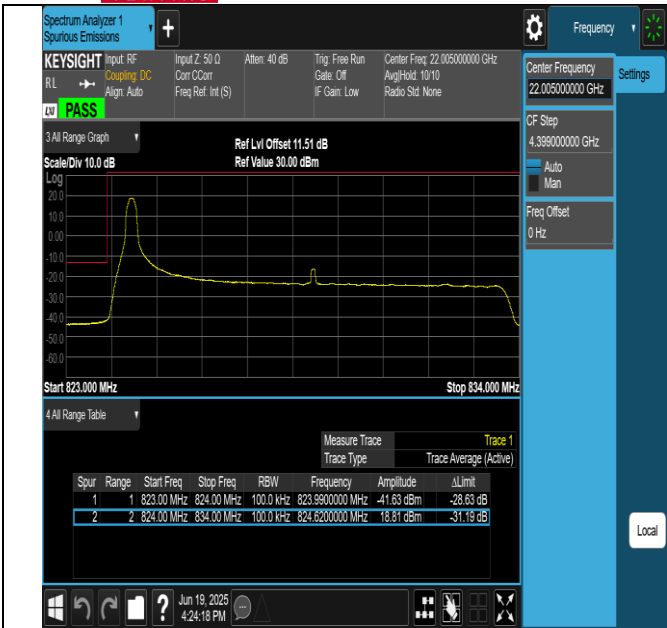 Spectrum Analyzer 1
Spurious Emissions
+
Frequency
KEYSIGHT
RL
LXI PASS
Input: RF
Coupling: DC
Align: Auto
Input Z: 50 Ω
Corr CCorr
Freq Ref: Int (S)
Atten: 40 dB
Trig: Free Run
Gate: Off
IF Gain: Low
Center Freq: 22.005000000 GHz
Avg|Hold: 10/10
Radio Std: None
Center Frequency
22.005000000 GHz
Settings
CF Step
4.399000000 GHz
Auto
Man
Freq Offset
0 Hz
3 All Range Graph
Scale/Div 10.0 dB
Ref Lvl Offset 11.51 dB
Ref Value 30.00 dBm
Log
20.0
10.0
0.00
-10.0
-20.0
-30.0
-40.0
-50.0
-60.0
Start 823.000 MHz
Stop 834.000 MHz
4 All Range Table
Measure Trace Trace 1
Trace Type Trace Average (Active)
Spur Range Start Freq Stop Freq RBW Frequency Amplitude ΔLimit
1 1 823.00 MHz 824.00 MHz 100.0 kHz 823.9900000 MHz -41.63 dBm -28.63 dB
2 2 824.00 MHz 834.00 MHz 100.0 kHz 824.6200000 MHz 18.81 dBm -31.19 dB
Local
?
Jun 19, 2025
4:24:18 PM